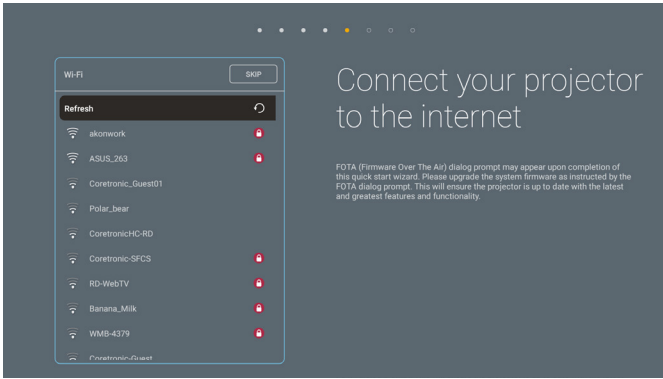 Wi-Fi
SKIP
Refresh
akonwork
ASUS_263
Coretronic_Guest01
Polar_bear
CoretronicHC-RD
Coretronic-SFCS
RD-WebTV
Banana_Milk
WMB-4379
Coretronic-Guest
Connect your projector
to the internet
FOTA (Firmware Over The Air) dialog prompt may appear upon completion of
this quick start wizard. Please upgrade the system firmware as instructed by the
FOTA dialog prompt. This will ensure the projector is up to date with the latest
and greatest features and functionality.